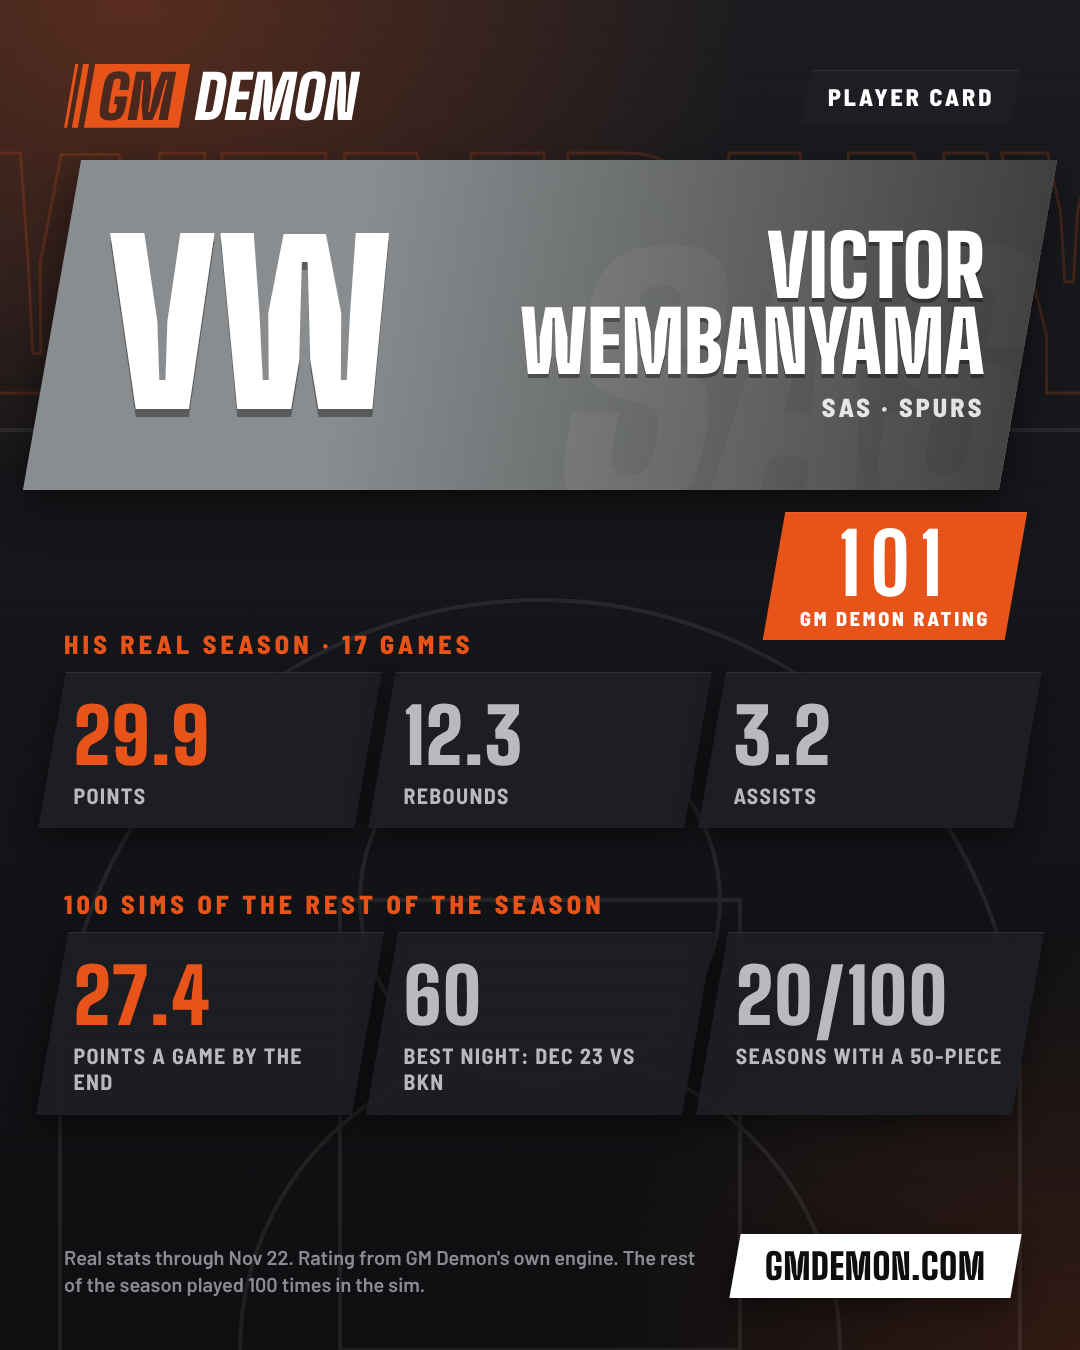 GM DEMON
PLAYER CARD
VW
VICTOR
WEMBANYAMA
SAS · SPURS
SAS
101
GM DEMON RATING
HIS REAL SEASON · 17 GAMES
29.9
POINTS
12.3
REBOUNDS
3.2
ASSISTS
100 SIMS OF THE REST OF THE SEASON
27.4
POINTS A GAME BY THE
END
60
BEST NIGHT: DEC 23 VS
BKN
20/100
SEASONS WITH A 50-PIECE
Real stats through Nov 22. Rating from GM Demon's own engine. The rest
of the season played 100 times in the sim.
GMDEMON.COM